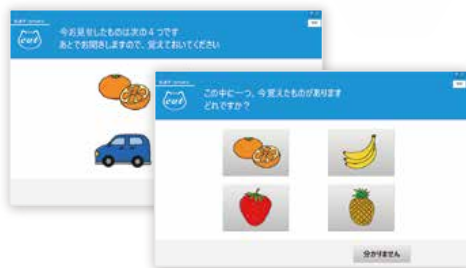 cut
今お見せしたものは次の4つです
あとでお聞きしますので、覚えておいてください
cut
この中に一つ、今覚えたものがあります
どれですか?
分かりません